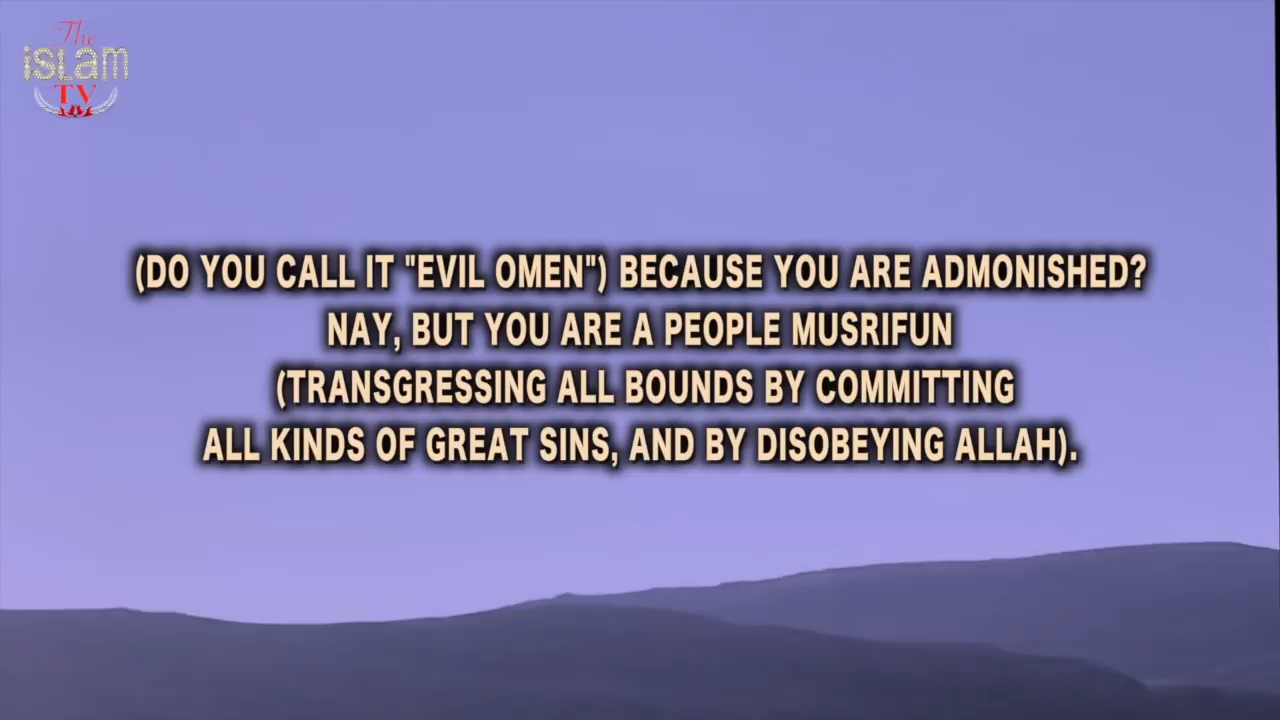 The
iSLam
TV
(DO YOU CALL IT "EVIL OMEN") BECAUSE YOU ARE ADMONISHED?
NAY, BUT YOU ARE A PEOPLE MUSRIFUN
(TRANSGRESSING ALL BOUNDS BY COMMITTING
ALL KINDS OF GREAT SINS, AND BY DISOBEYING ALLAH).